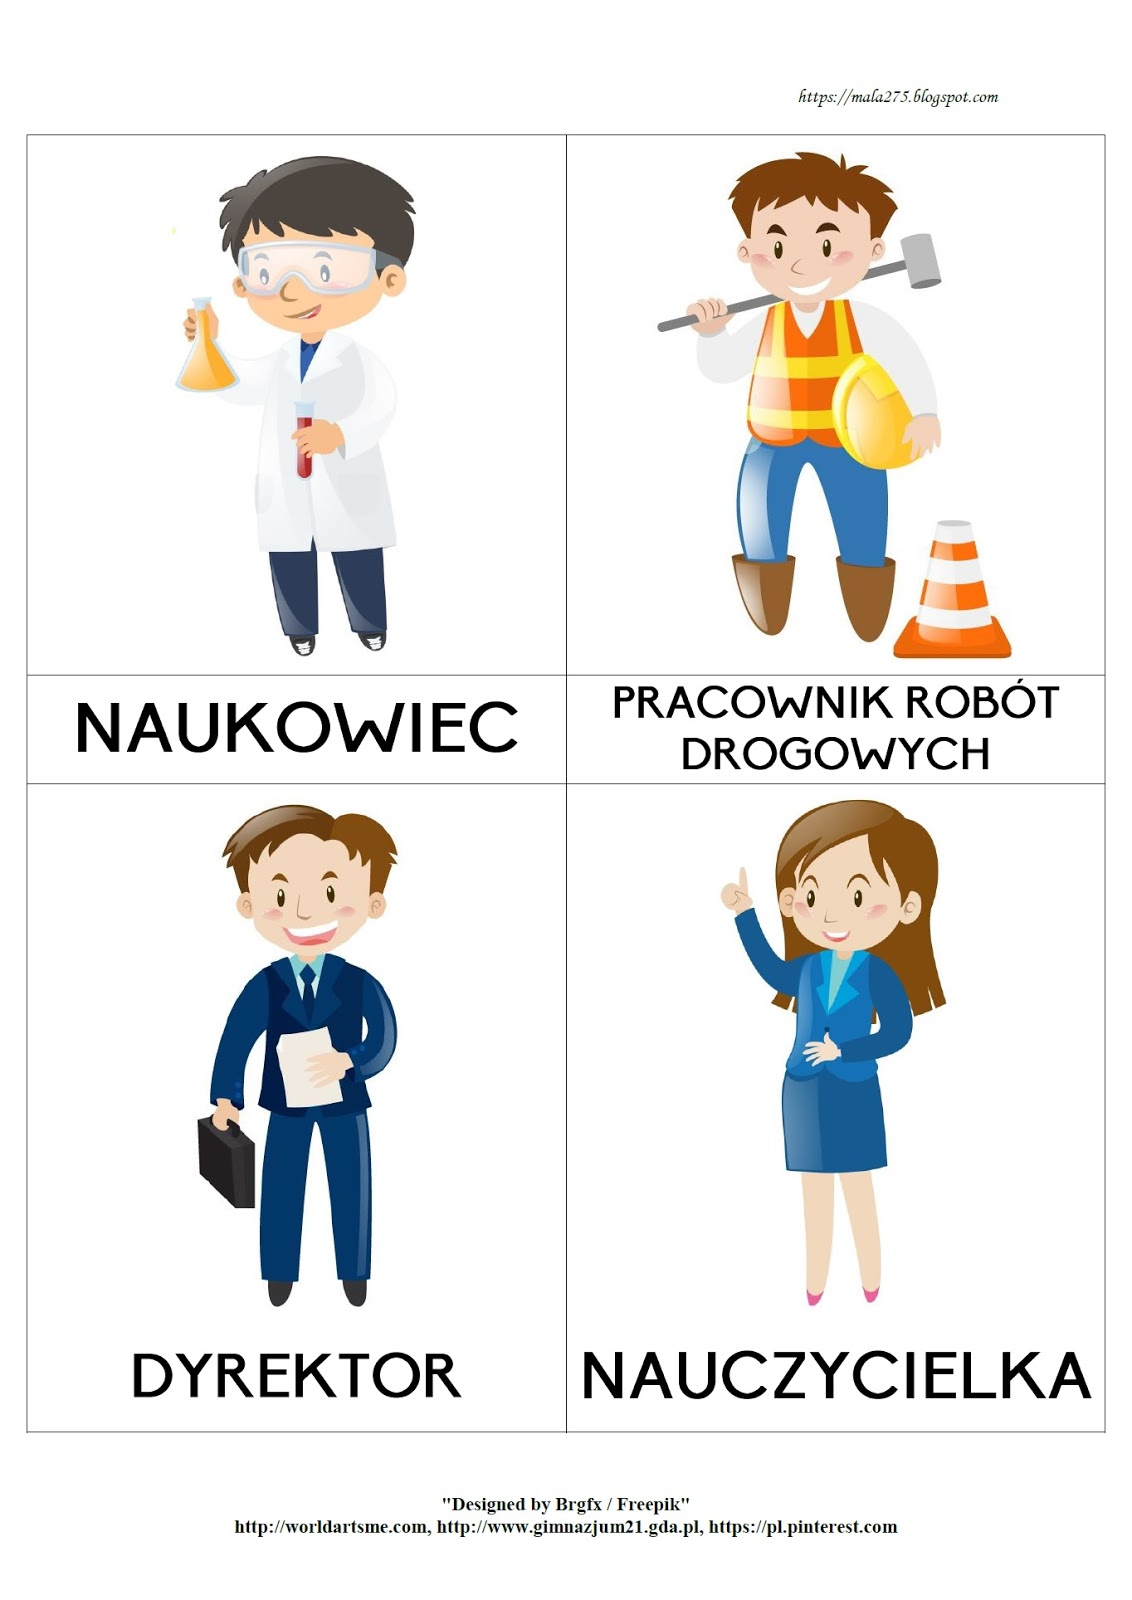 https://mala275.blogspot.com
NAUKOWIEC
PRACOWNIK ROBÓT
DROGOWYCH
DYREKTOR
NAUCZYCIELKA
"Designed by Brgfx / Freepik"
http://worldartsme.com, http://www.gimnazjum21.gda.pl, https://pl.pinterest.com